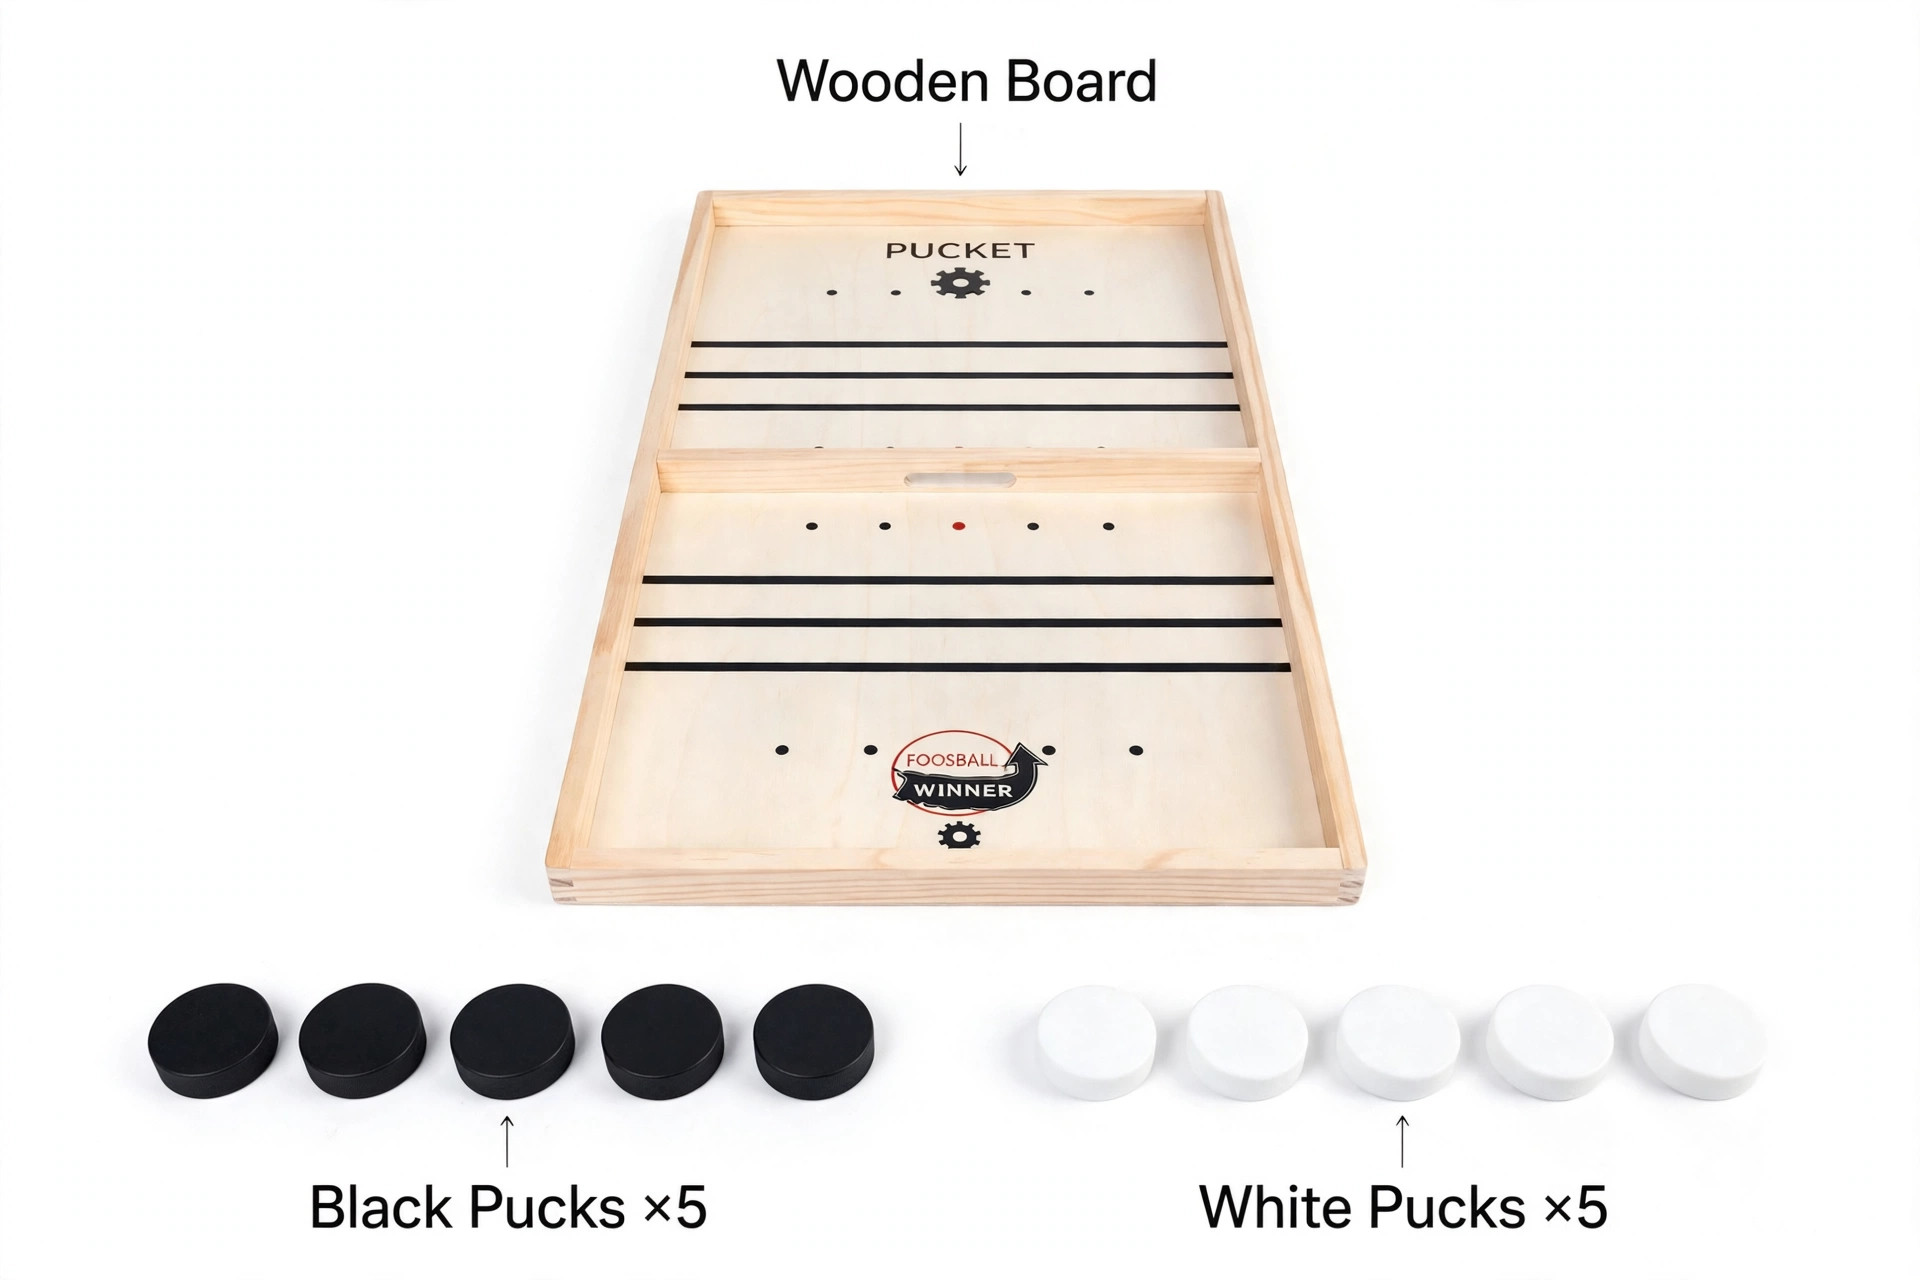 Wooden Board
PUCKET
FOOSBALL
WINNER
Black Pucks ×5
White Pucks ×5